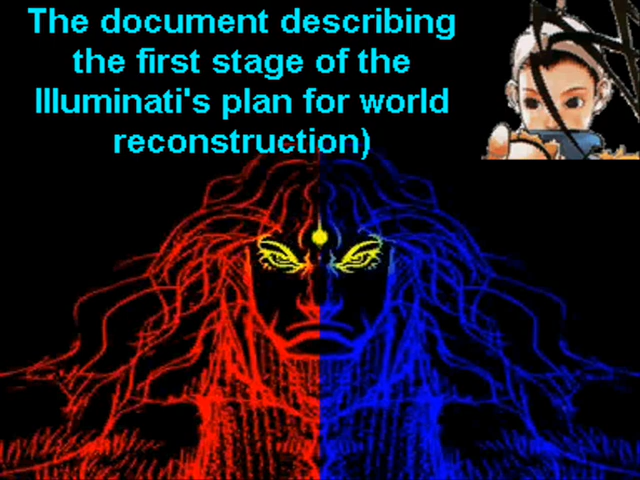 The document describing
the first stage of the
Illuminati's plan for world
reconstruction)